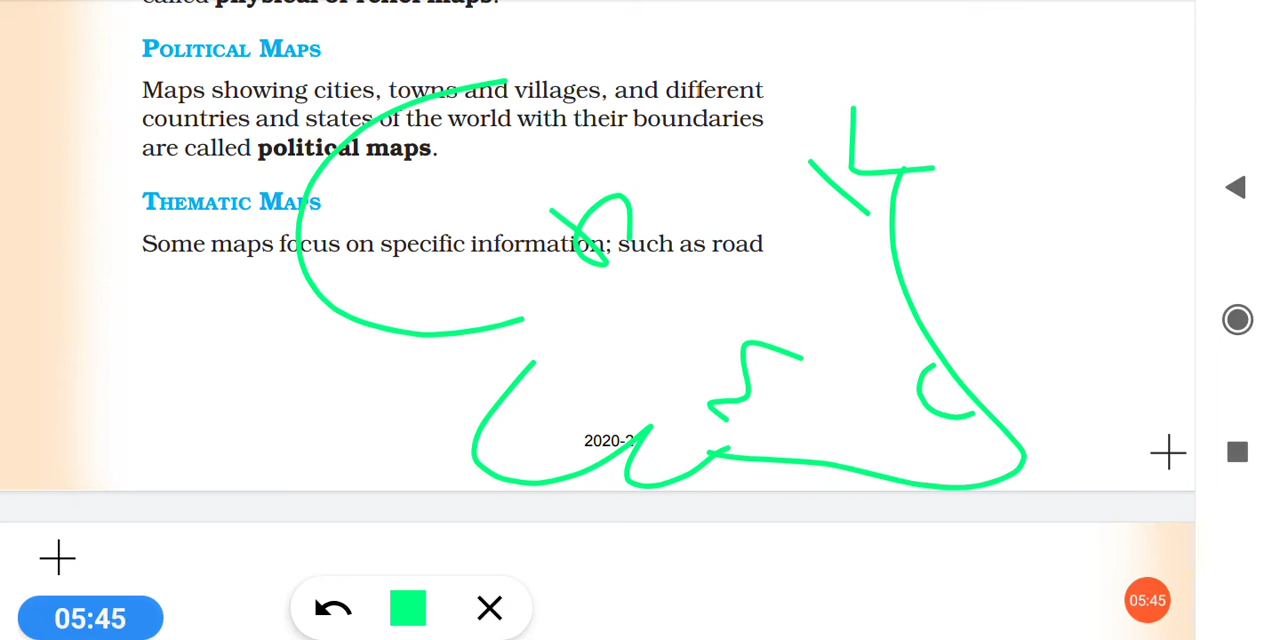 POLITICAL MAPS
Maps showing cities, towns and villages, and different
countries and states of the world with their boundaries
are called political maps.
THEMATIC MAPS
Some maps focus on specific information; such as road
2020-2
05:45
05:45